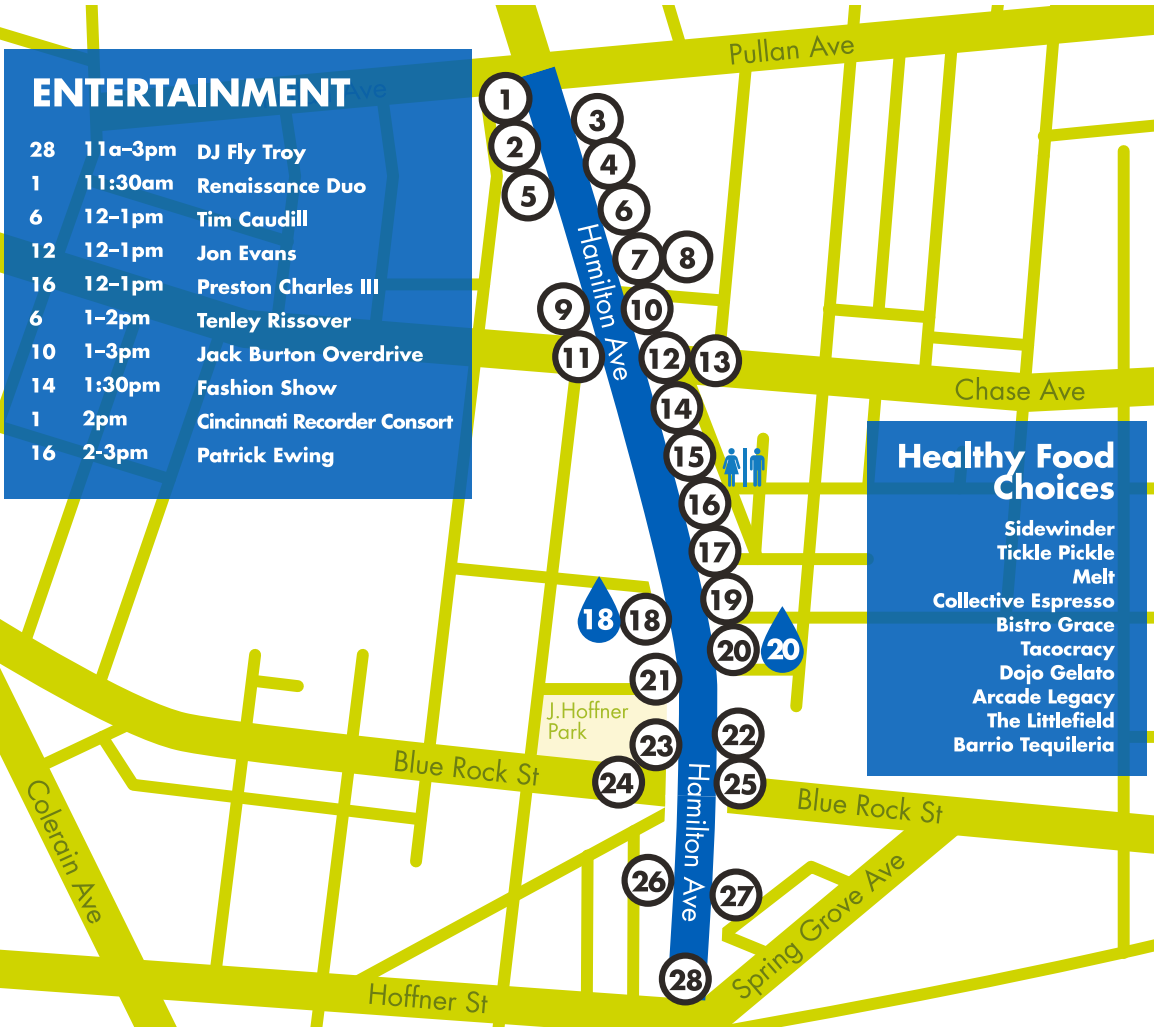 Pullan Ave
Ave
ENTERTAINMENT
28 11a–3pm DJ Fly Troy
1 11:30am Renaissance Duo
6 12–1pm Tim Caudill
12 12–1pm Jon Evans
16 12–1pm Preston Charles III
6 1–2pm Tenley Rissover
10 1–3pm Jack Burton Overdrive
14 1:30pm Fashion Show
1 2pm Cincinnati Recorder Consort
16 2-3pm Patrick Ewing
1
2
3
4
5
6
7
8
Hamilton Ave
9
10
11
12
13
Chase Ave
14
15
16
17
18
18
19
20
20
21
J.Hoffner
Park
22
23
24
25
Blue Rock St
Blue Rock St
Hamilton Ave
26
27
28
Colerain Ave
Spring Grove Ave
Hoffner St
Healthy Food
Choices
Sidewinder
Tickle Pickle
Melt
Collective Espresso
Bistro Grace
Tacocracy
Dojo Gelato
Arcade Legacy
The Littlefield
Barrio Tequileria